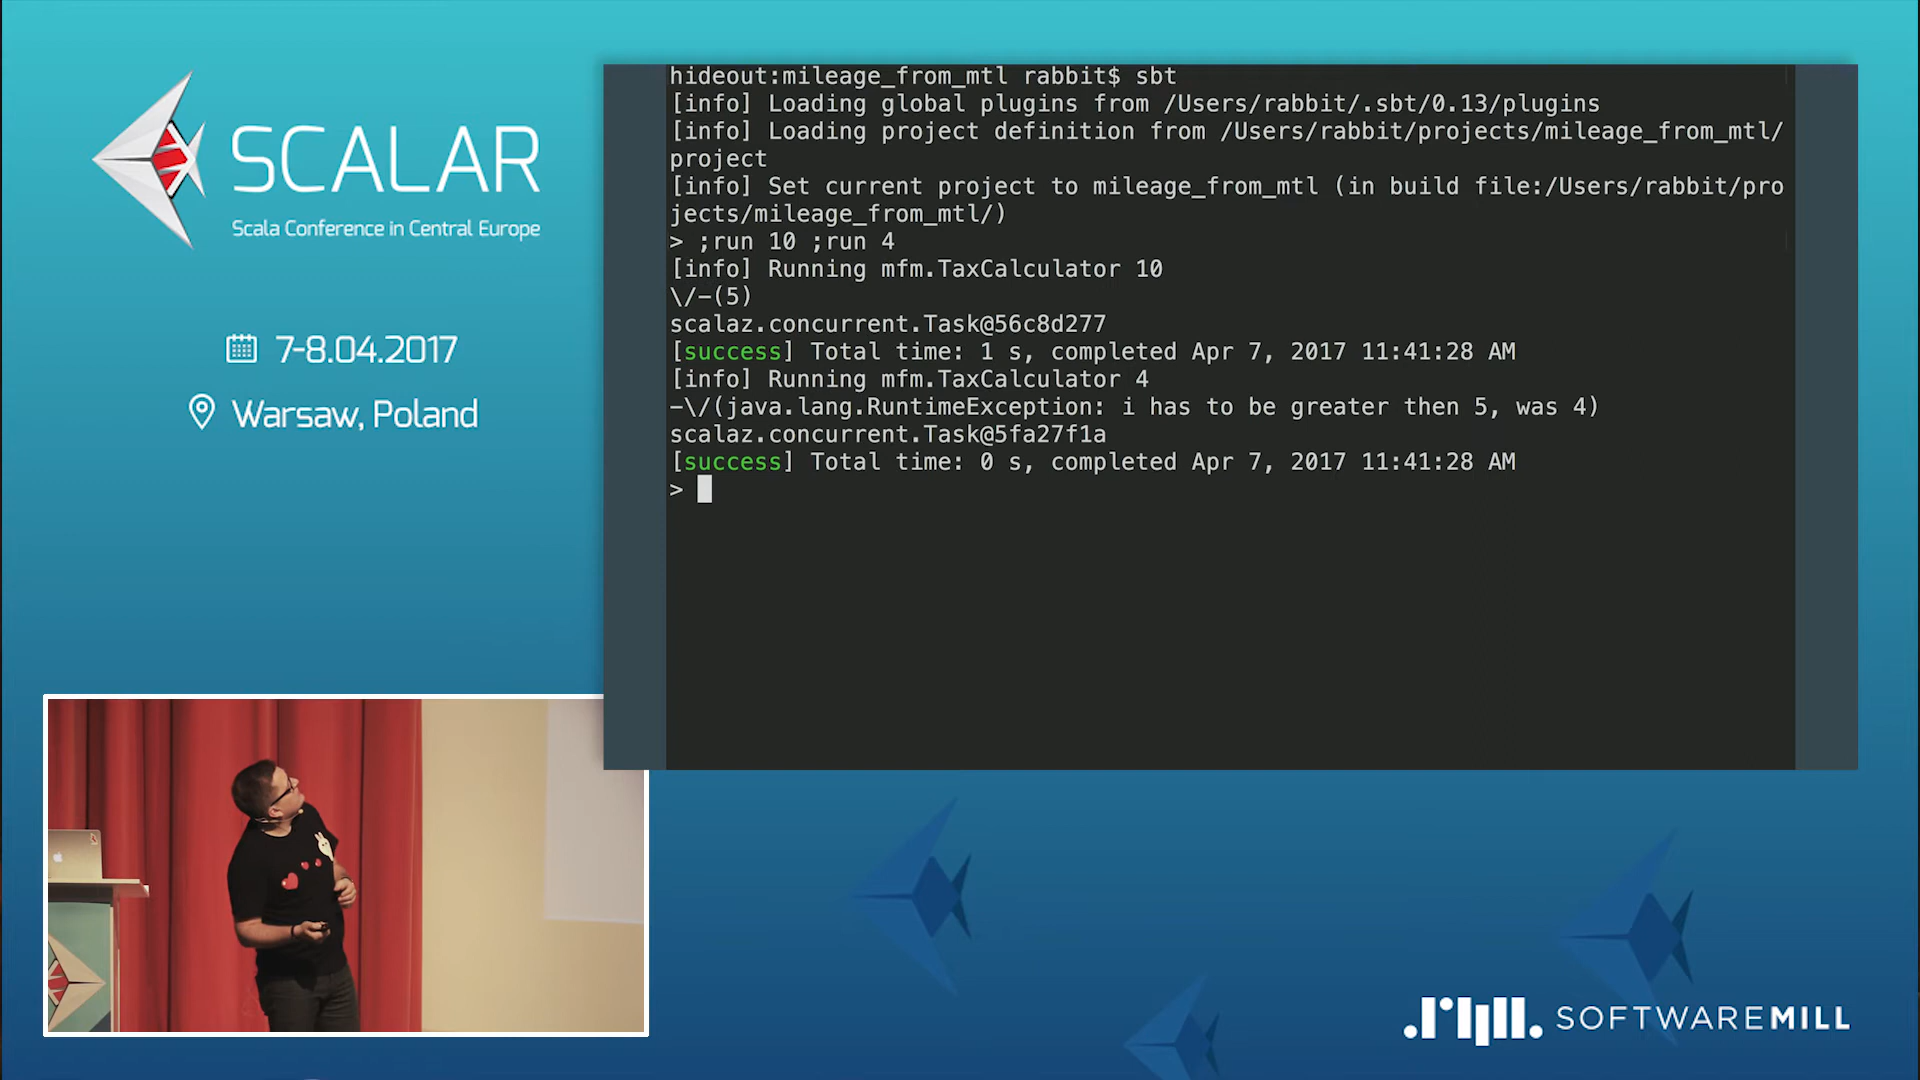 SCALAR
Scala Conference in Central Europe
7-8.04.2017
Warsaw, Poland
hideout:mileage_from_mtl rabbit$ sbt
[info] Loading global plugins from /Users/rabbit/.sbt/0.13/plugins
[info] Loading project definition from /Users/rabbit/projects/mileage_from_mtl/
project
[info] Set current project to mileage_from_mtl (in build file:/Users/rabbit/pro
jects/mileage_from_mtl/)
> ;run 10 ;run 4
[info] Running mfm.TaxCalculator 10
\/-(5)
scalaz.concurrent.Task@56c8d277
[success] Total time: 1 s, completed Apr 7, 2017 11:41:28 AM
[info] Running mfm.TaxCalculator 4
-\/(java.lang.RuntimeException: i has to be greater then 5, was 4)
scalaz.concurrent.Task@5fa27f1a
[success] Total time: 0 s, completed Apr 7, 2017 11:41:28 AM
>
SOFTWAREMILL